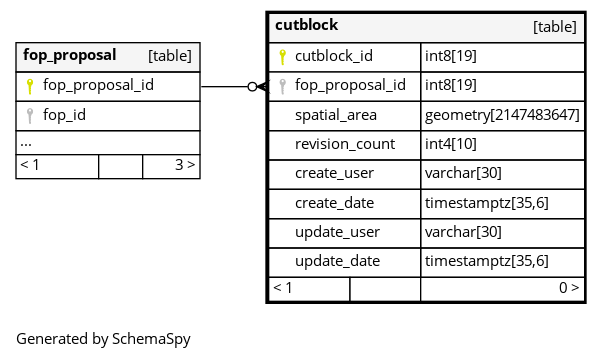 fop_proposal [table]
fop_proposal_id
fop_id
...
< 1 3 >
cutblock [table]
cutblock_id int8[19]
fop_proposal_id int8[19]
spatial_area geometry[2147483647]
revision_count int4[10]
create_user varchar[30]
create_date timestamptz[35,6]
update_user varchar[30]
update_date timestamptz[35,6]
< 1 0 >
Generated by SchemaSpy